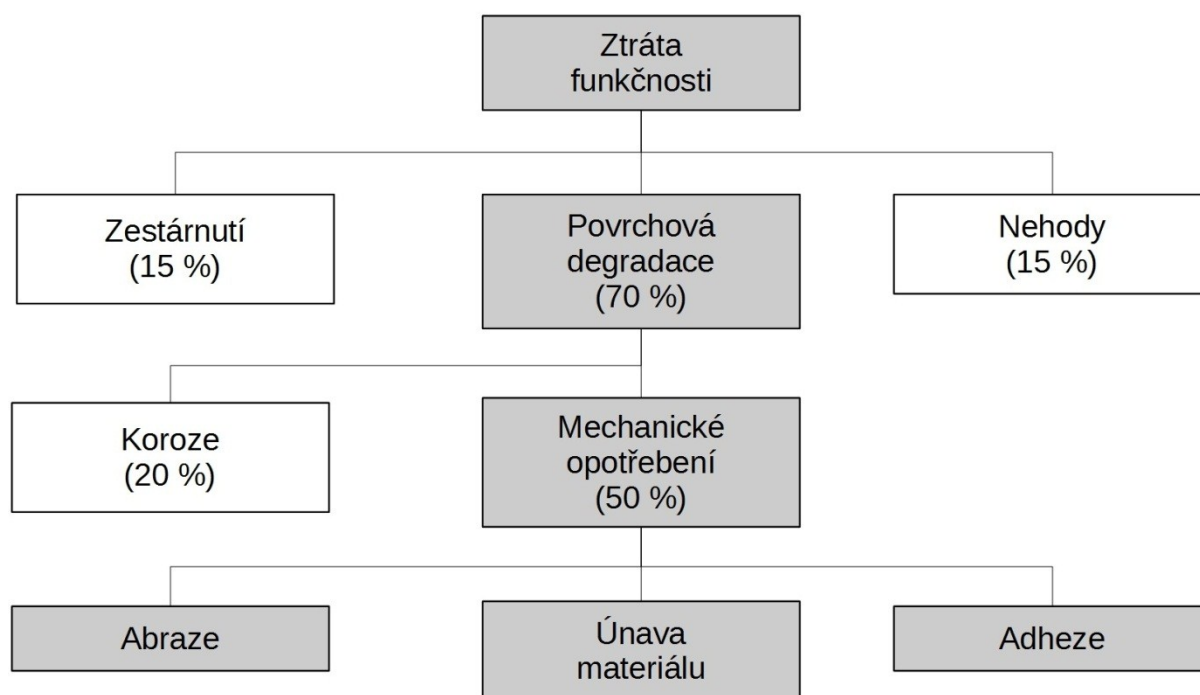 Ztráta
funkčnosti
Zestárnutí
(15 %)
Povrchová
degradace
(70 %)
Nehody
(15 %)
Koroze
(20 %)
Mechanické
opotřebení
(50 %)
Abraze
Únava
materiálu
Adheze